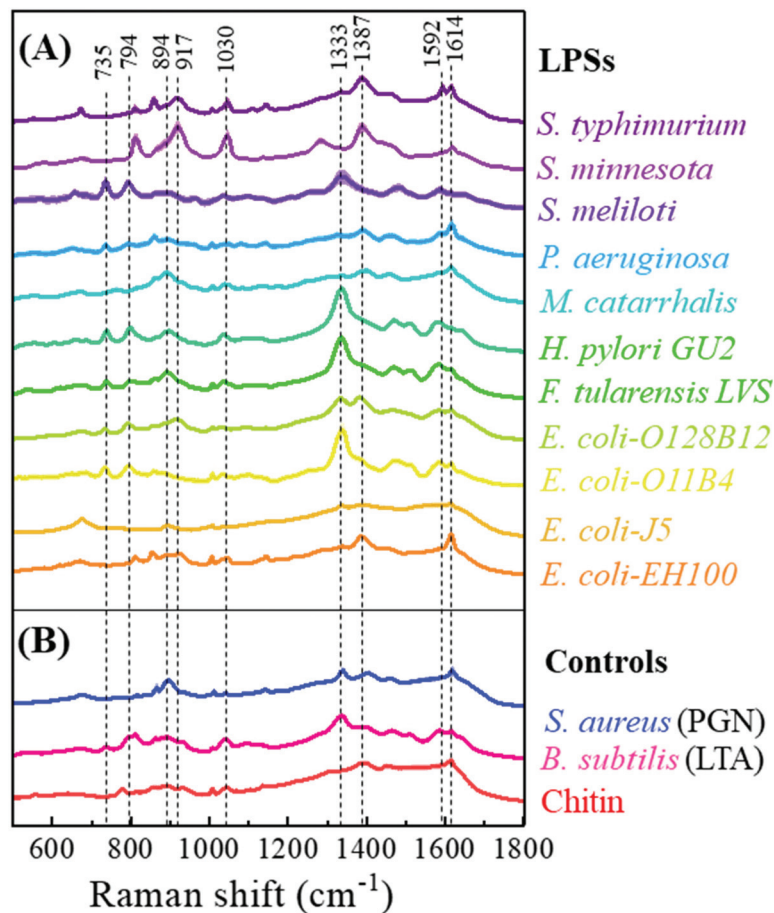 (A)
735
794
894
917
1030
1333
1387
1592
1614
LPSs
S. typhimurium
S. minnesota
S. meliloti
P. aeruginosa
M. catarrhalis
H. pylori GU2
F. tularensis LVS
E. coli-O128B12
E. coli-O11B4
E. coli-J5
E. coli-EH100
(B)
Controls
S. aureus (PGN)
B. subtilis (LTA)
Chitin
600 800 1000 1200 1400 1600 1800
Raman shift (cm⁻¹)